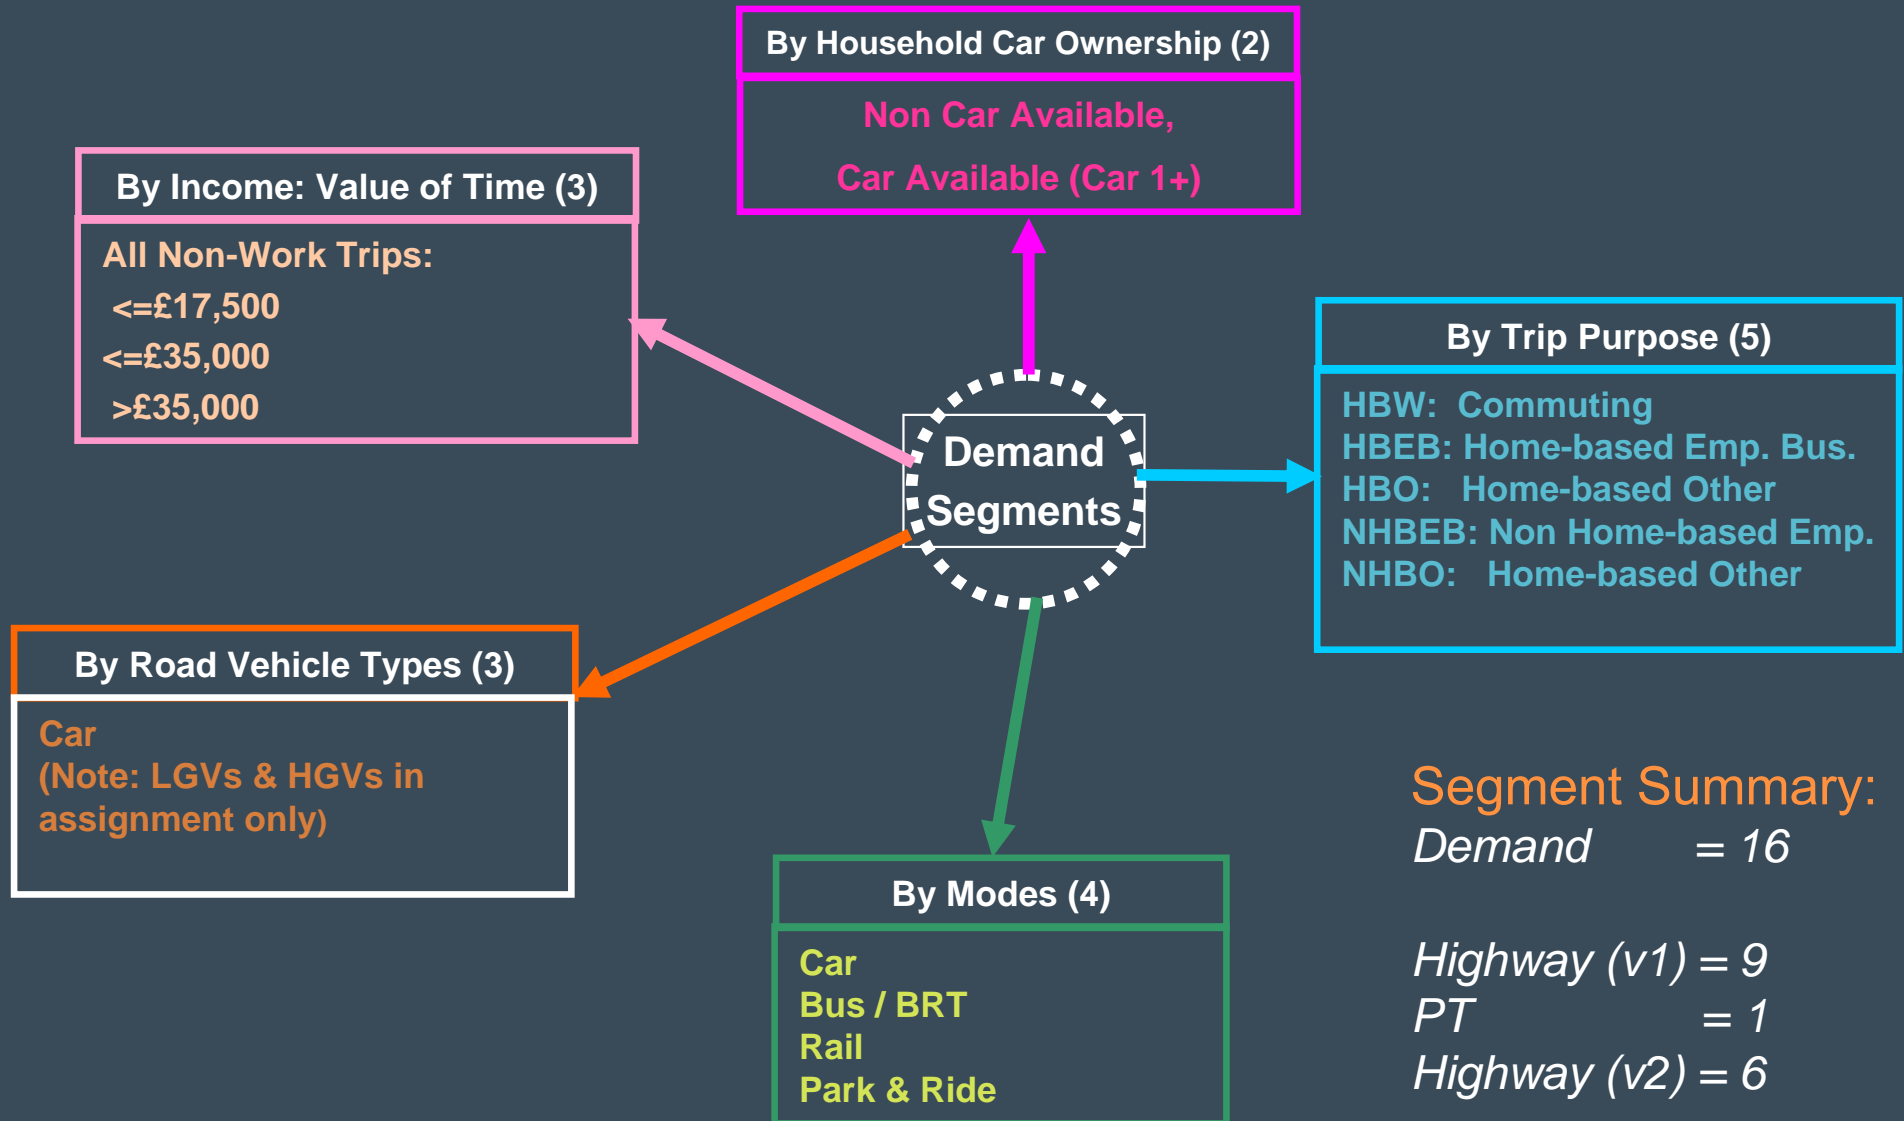 By Household Car Ownership (2)
Non Car Available,
Car Available (Car 1+)
By Income: Value of Time (3)
All Non-Work Trips:
<=£17,500
<=£35,000
>£35,000
By Trip Purpose (5)
HBW: Commuting
HBEB: Home-based Emp. Bus.
HBO: Home-based Other
NHBEB: Non Home-based Emp.
NHBO: Home-based Other
Demand
Segments
By Road Vehicle Types (3)
Car
(Note: LGVs & HGVs in
assignment only)
By Modes (4)
Car
Bus / BRT
Rail
Park & Ride
Segment Summary:
Demand = 16
Highway (v1) = 9
PT = 1
Highway (v2) = 6